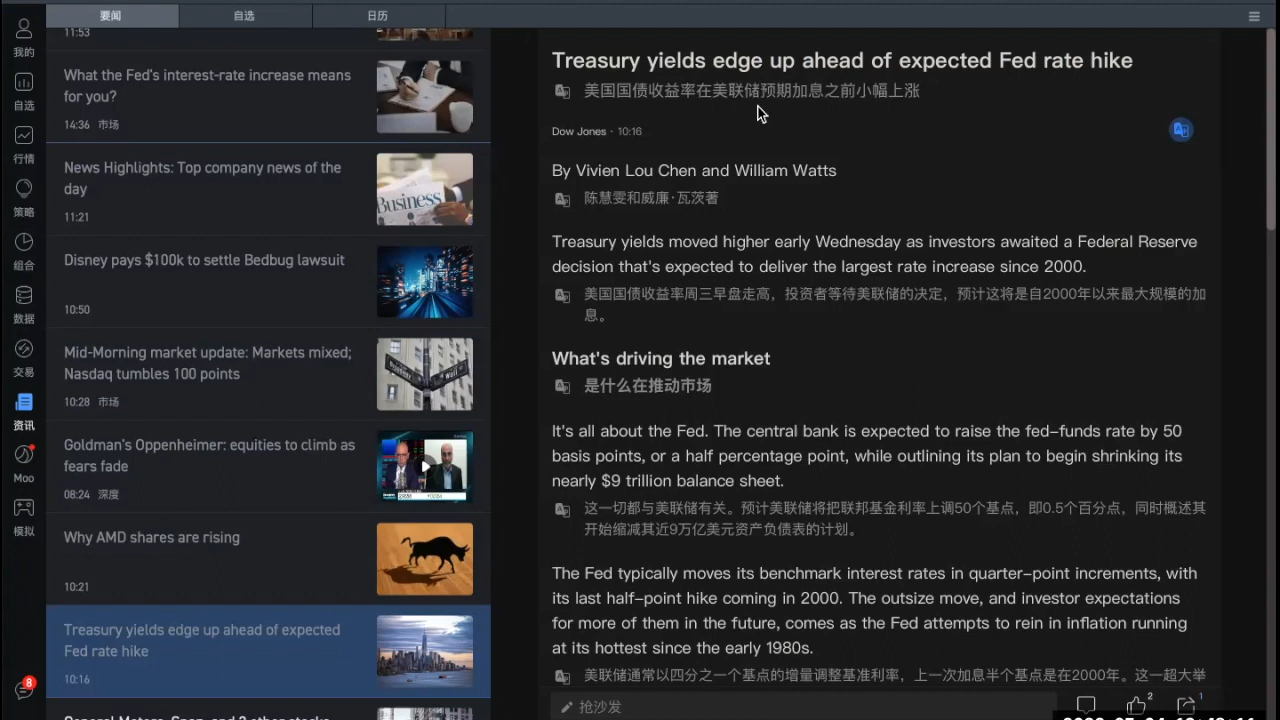 要闻
自选
日历
我的
自选
行情
策略
组合
数据
交易
资讯
Moo
模拟
8
11:53
What the Fed's interest-rate increase means
for you?
14:36 市场
News Highlights: Top company news of the
day
11:21
Business
Disney pays $100k to settle Bedbug lawsuit
10:50
Mid-Morning market update: Markets mixed;
Nasdaq tumbles 100 points
10:28 市场
Goldman's Oppenheimer: equities to climb as
fears fade
08:24 深度
Why AMD shares are rising
10:21
Treasury yields edge up ahead of expected
Fed rate hike
10:16
Treasury yields edge up ahead of expected Fed rate hike
美国国债收益率在美联储预期加息之前小幅上涨
Dow Jones · 10:16
By Vivien Lou Chen and William Watts
陈慧雯和威廉·瓦茨著
Treasury yields moved higher early Wednesday as investors awaited a Federal Reserve
decision that's expected to deliver the largest rate increase since 2000.
美国国债收益率周三早盘走高，投资者等待美联储的决定，预计这将是自2000年以来最大规模的加
息。
What's driving the market
是什么在推动市场
It's all about the Fed. The central bank is expected to raise the fed-funds rate by 50
basis points, or a half percentage point, while outlining its plan to begin shrinking its
nearly $9 trillion balance sheet.
这一切都与美联储有关。预计美联储将把联邦基金利率上调50个基点，即0.5个百分点，同时概述其
开始缩减其近9万亿美元资产负债表的计划。
The Fed typically moves its benchmark interest rates in quarter-point increments, with
its last half-point hike coming in 2000. The outsize move, and investor expectations
for more of them in the future, comes as the Fed attempts to rein in inflation running
at its hottest since the early 1980s.
美联储通常以四分之一个基点的增量调整基准利率，上一次加息半个基点是在2000年。这一超大举
抢沙发
2
1